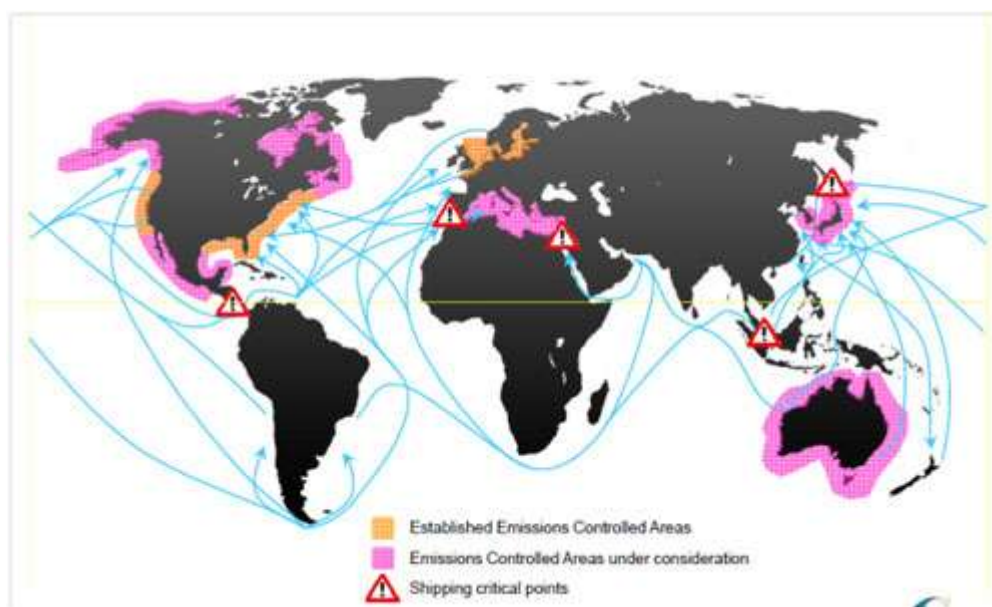 Established Emissions Controlled Areas
Emissions Controlled Areas under consideration
Shipping critical points